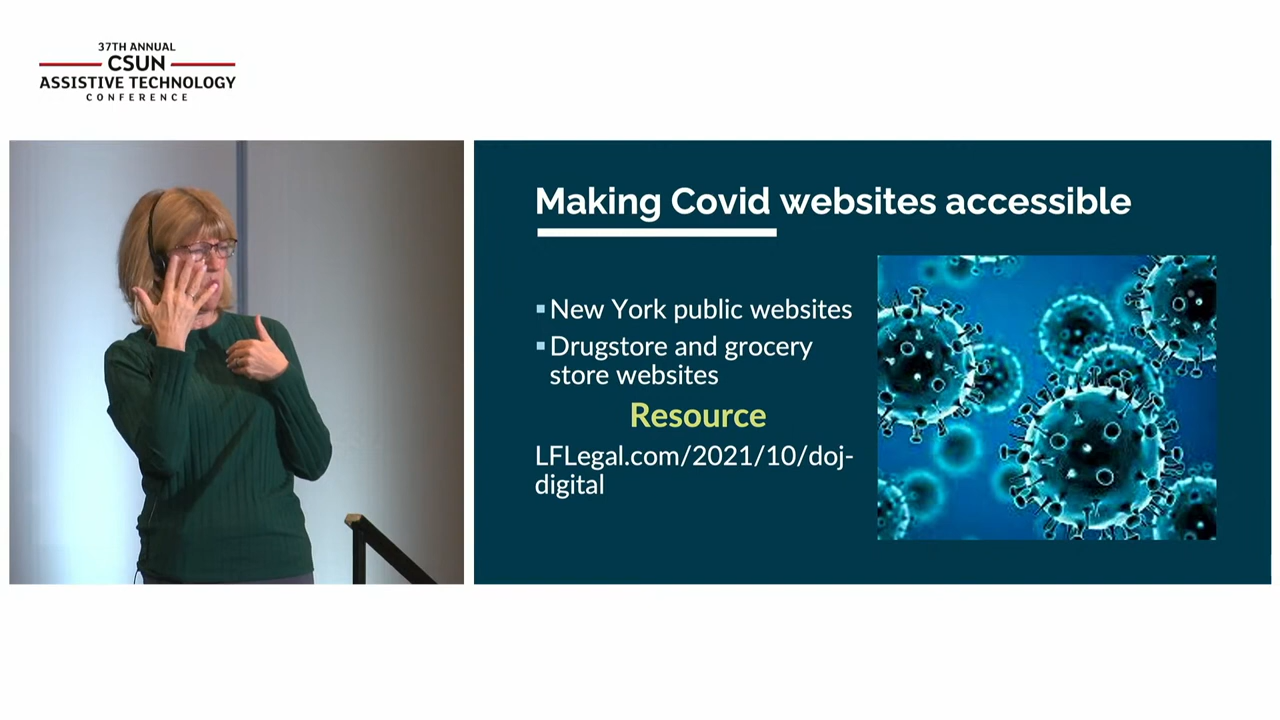 37TH ANNUAL
CSUN
ASSISTIVE TECHNOLOGY
CONFERENCE
Making Covid websites accessible
New York public websites
Drugstore and grocery
store websites
Resource
LFLegal.com/2021/10/doj-
digital